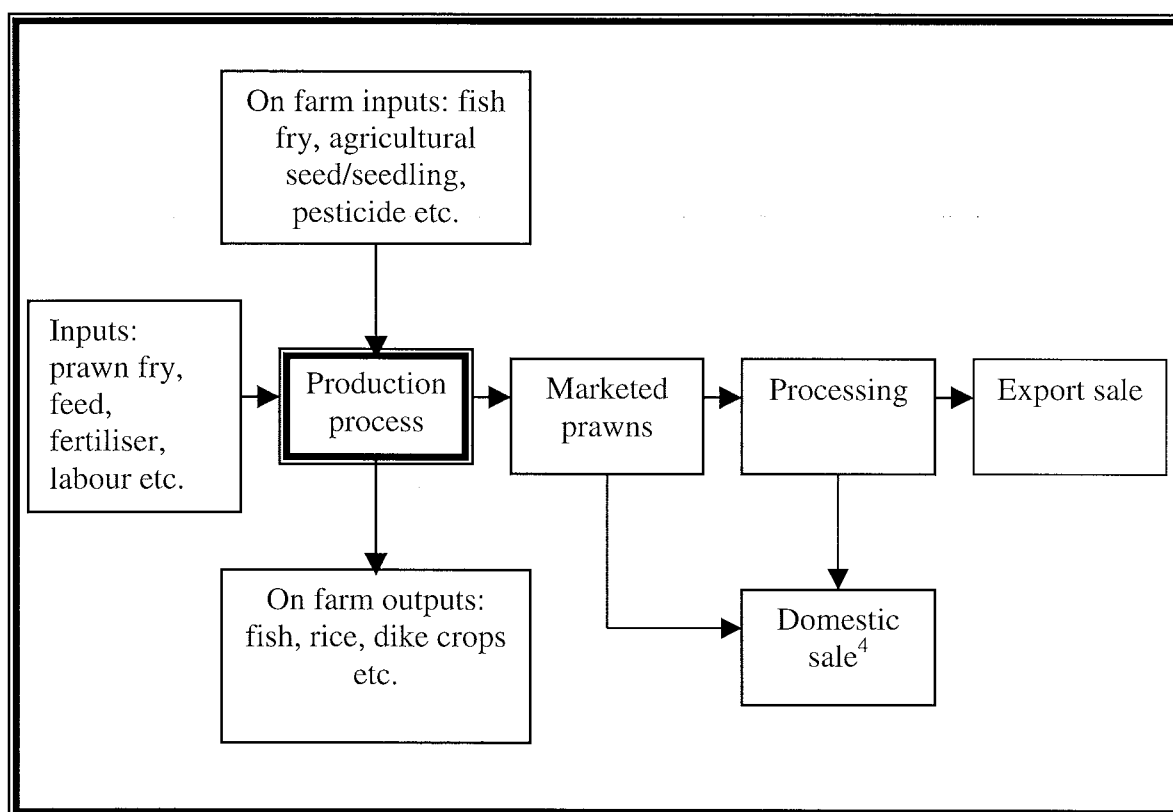 On farm inputs: fish
fry, agricultural
seed/seedling,
pesticide etc.
Inputs:
prawn fry,
feed,
fertiliser,
labour etc.
Production
process
Marketed
prawns
Processing
Export sale
On farm outputs:
fish, rice, dike crops
etc.
Domestic
sale⁴